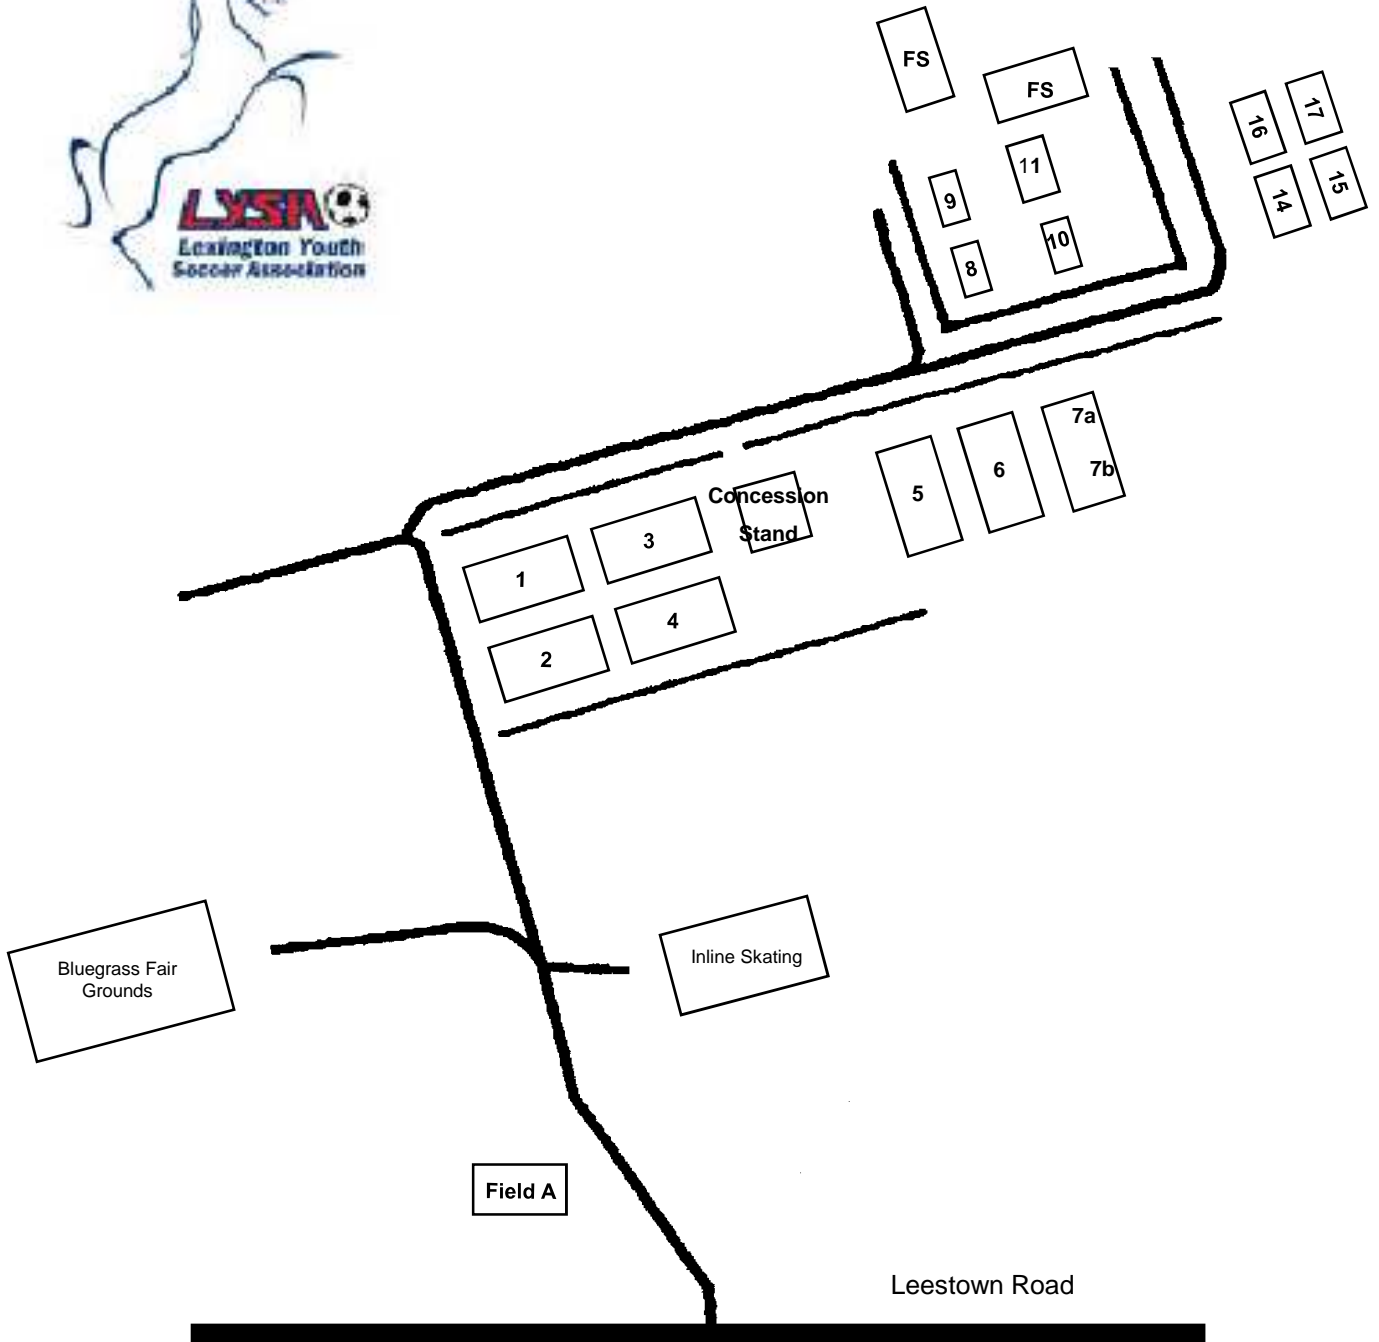 LYSA
Lexington Youth
Soccer Association
FS
FS
16
17
11
9
14
15
10
8
7a
7b
6
5
Concession
Stand
3
1
4
2
Bluegrass Fair
Grounds
Inline Skating
Field A
Leestown Road